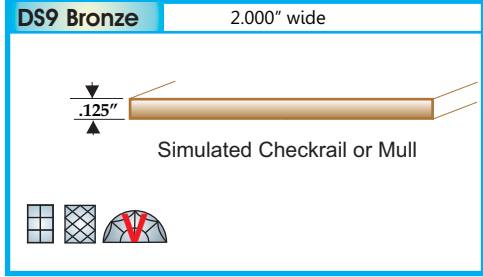 DS9 Bronze
2.000" wide
.125"
Simulated Checkrail or Mull
V